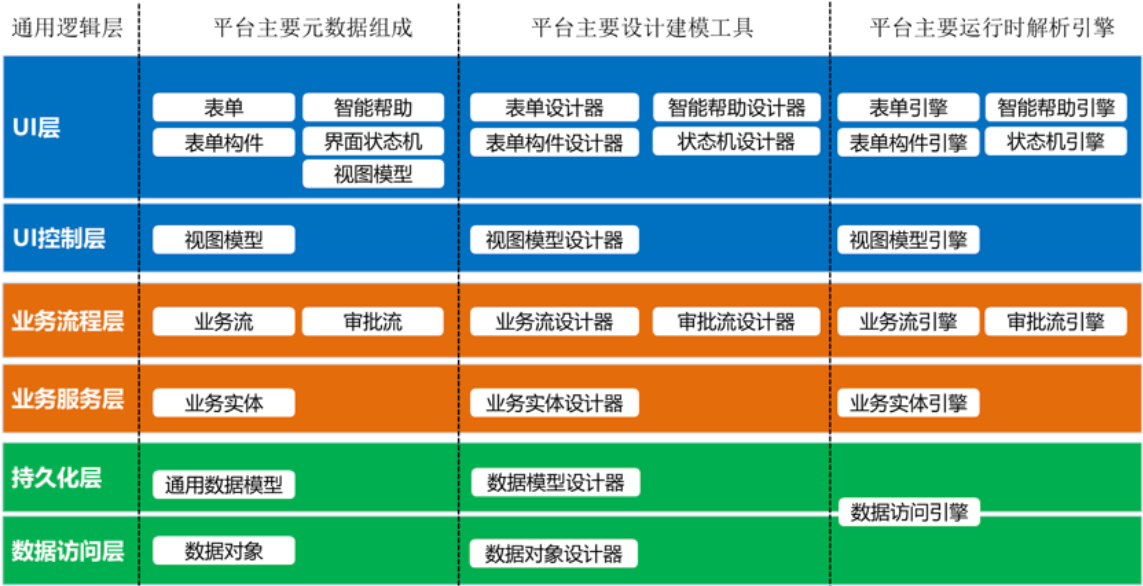 通用逻辑层 平台主要元数据组成 平台主要设计建模工具 平台主要运行时解析引擎
UI层
表单 智能帮助 表单设计器 智能帮助设计器 表单引擎 智能帮助引擎
表单构件 界面状态机 表单构件设计器 状态机设计器 表单构件引擎 状态机引擎
视图模型
UI控制层 视图模型 视图模型设计器 视图模型引擎
业务流程层 业务流 审批流 业务流设计器 审批流设计器 业务流引擎 审批流引擎
业务服务层 业务实体 业务实体设计器 业务实体引擎
持久化层 通用数据模型 数据模型设计器
数据访问引擎
数据访问层 数据对象 数据对象设计器